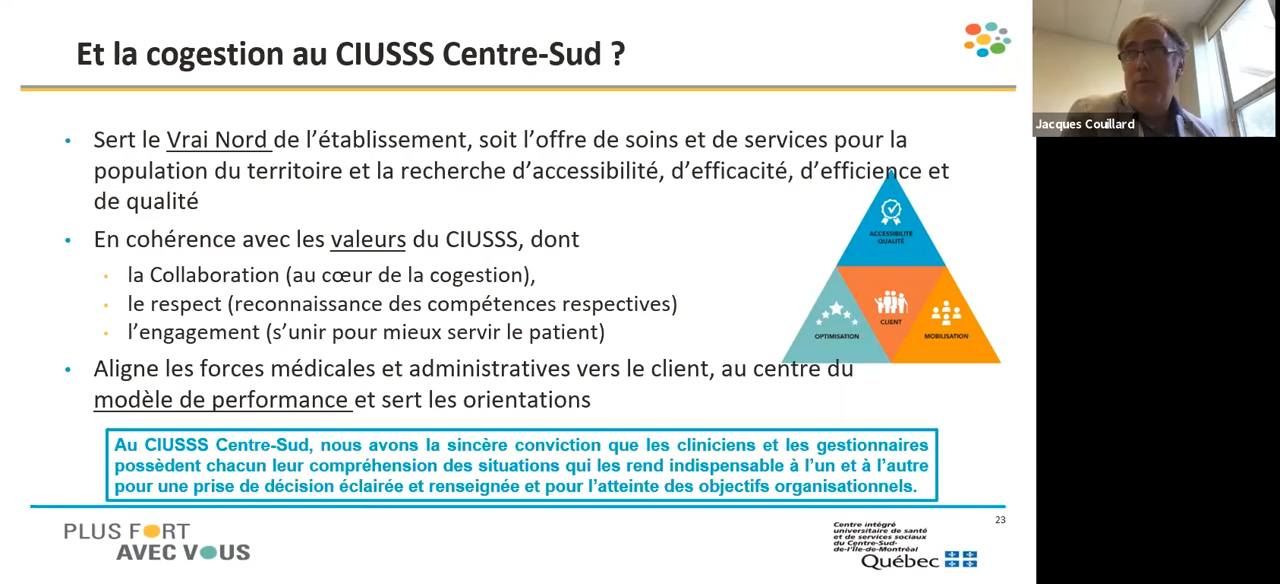 Et la cogestion au CIUSSS Centre-Sud ?
Jacques Couillard
• Sert le Vrai Nord de l’établissement, soit l’offre de soins et de services pour la
population du territoire et la recherche d’accessibilité, d’efficacité, d’efficience et
de qualité
• En cohérence avec les valeurs du CIUSSS, dont
• la Collaboration (au cœur de la cogestion),
• le respect (reconnaissance des compétences respectives)
• l’engagement (s’unir pour mieux servir le patient)
ACCESSIBILITÉ
QUALITÉ
OPTIMISATION
CLIENT
MOBILISATION
• Aligne les forces médicales et administratives vers le client, au centre du
modèle de performance et sert les orientations
Au CIUSSS Centre-Sud, nous avons la sincère conviction que les cliniciens et les gestionnaires
possèdent chacun leur compréhension des situations qui les rend indispensable à l’un et à l’autre
pour une prise de décision éclairée et renseignée et pour l’atteinte des objectifs organisationnels.
23
PLUS FORT
AVEC VOUS
Centre intégré
universitaire de santé
et de services sociaux
du Centre-Sud-
de-l’Île-de-Montréal
Québec